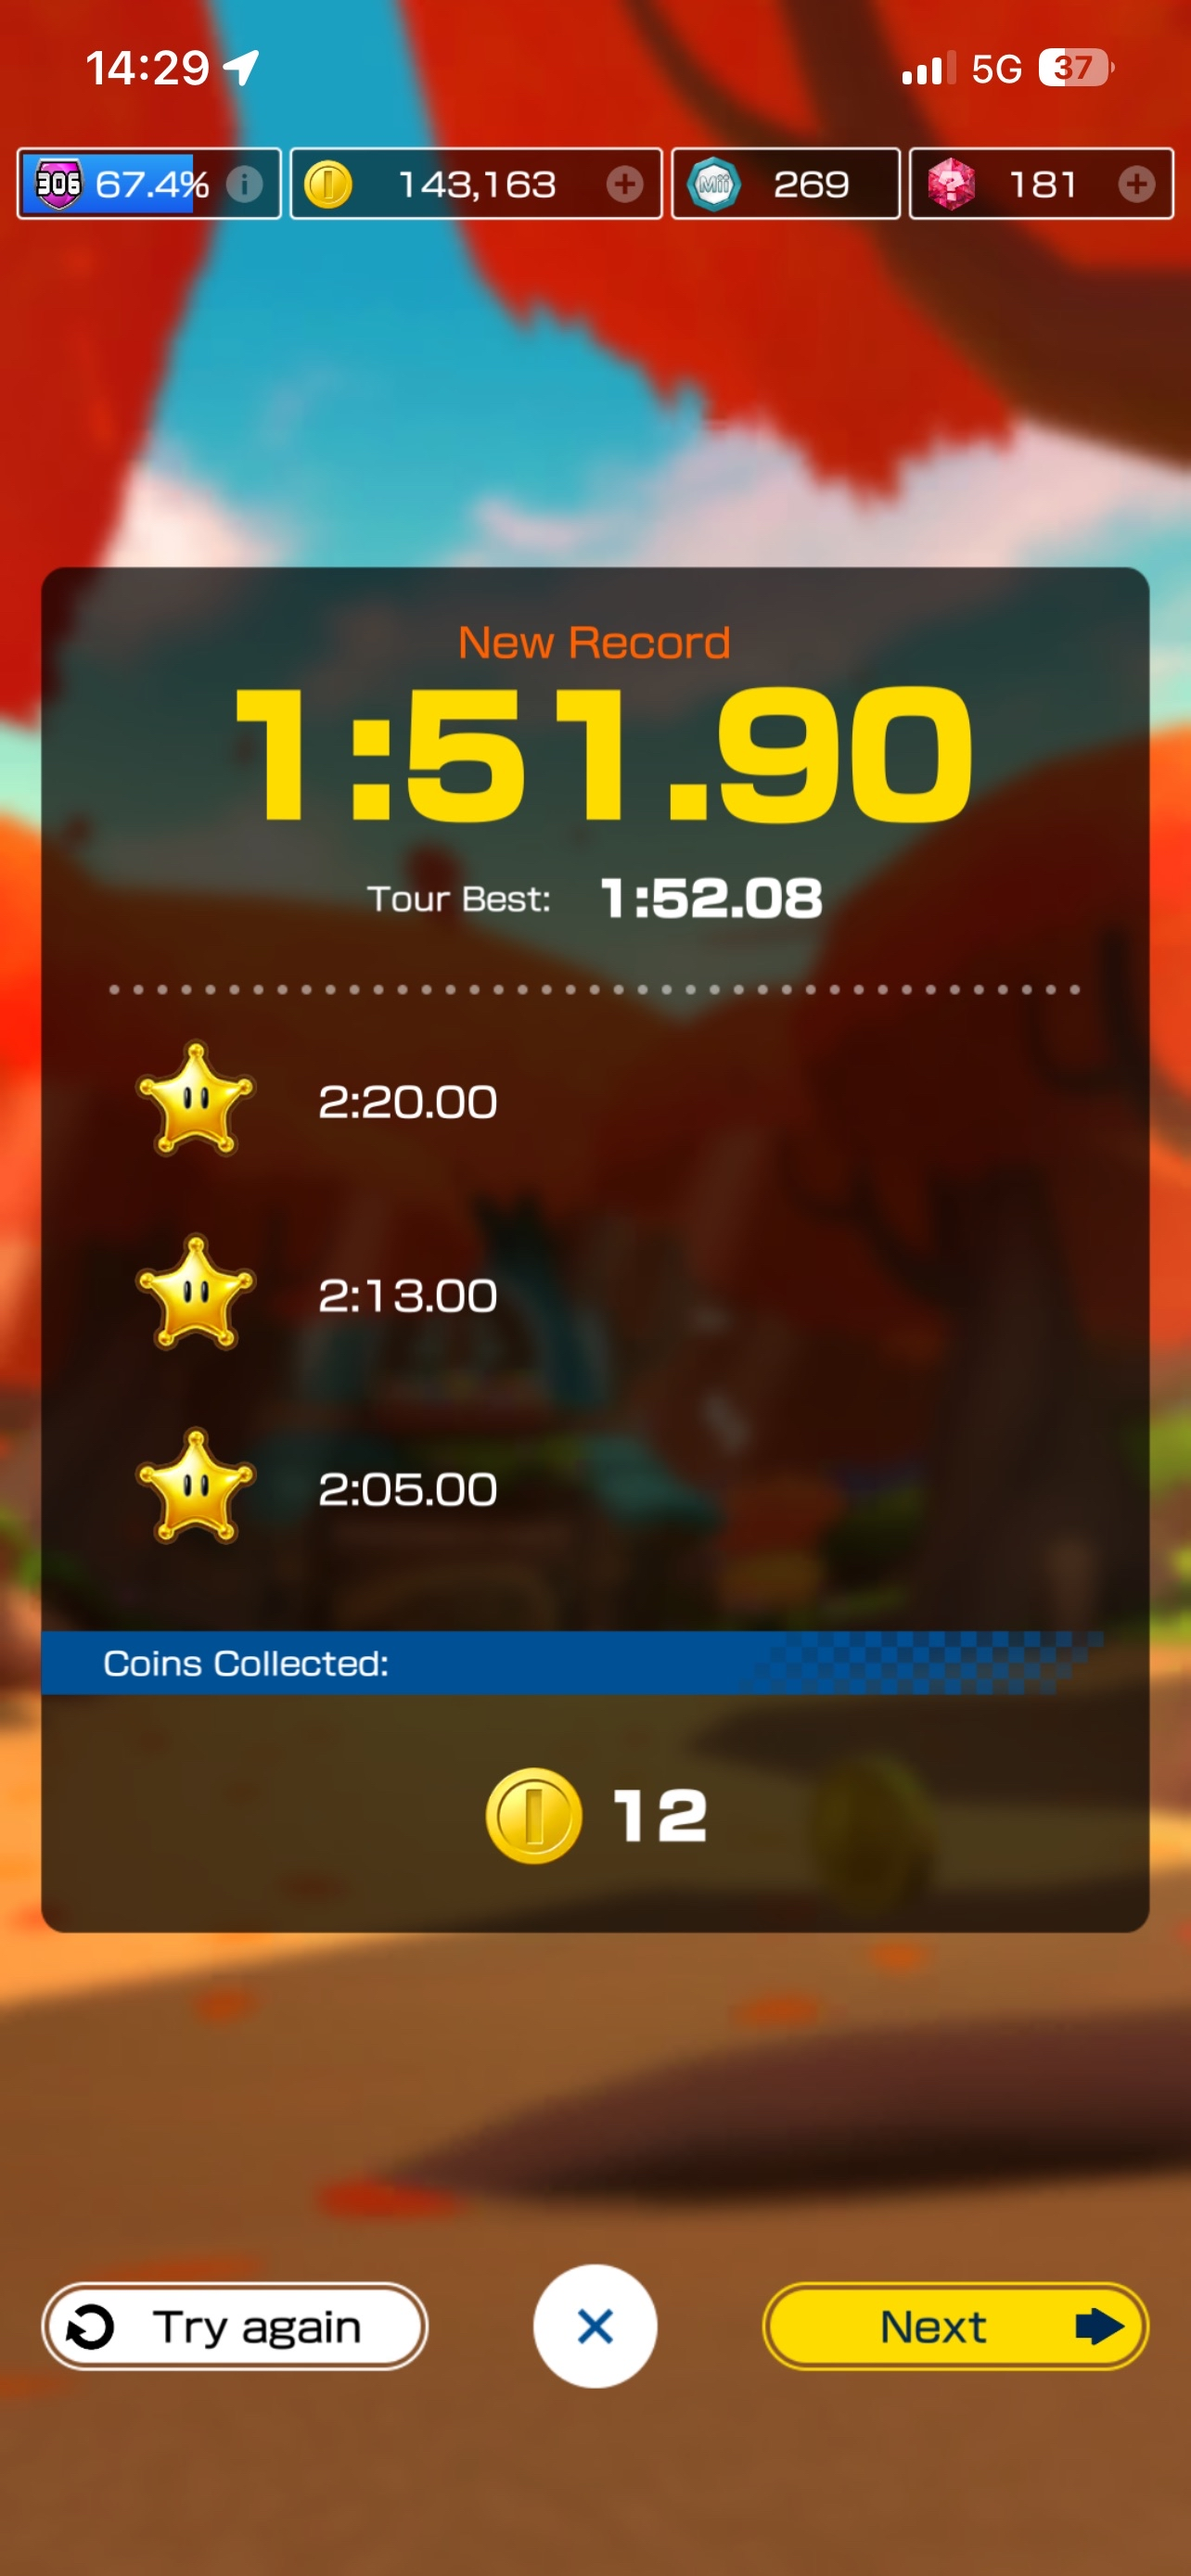 14:29 5G 37
306 67.4% i 143,163 + Mii 269 ? 181 +
New Record
1:51.90
Tour Best: 1:52.08
2:20.00
2:13.00
2:05.00
Coins Collected:
12
Try again × Next